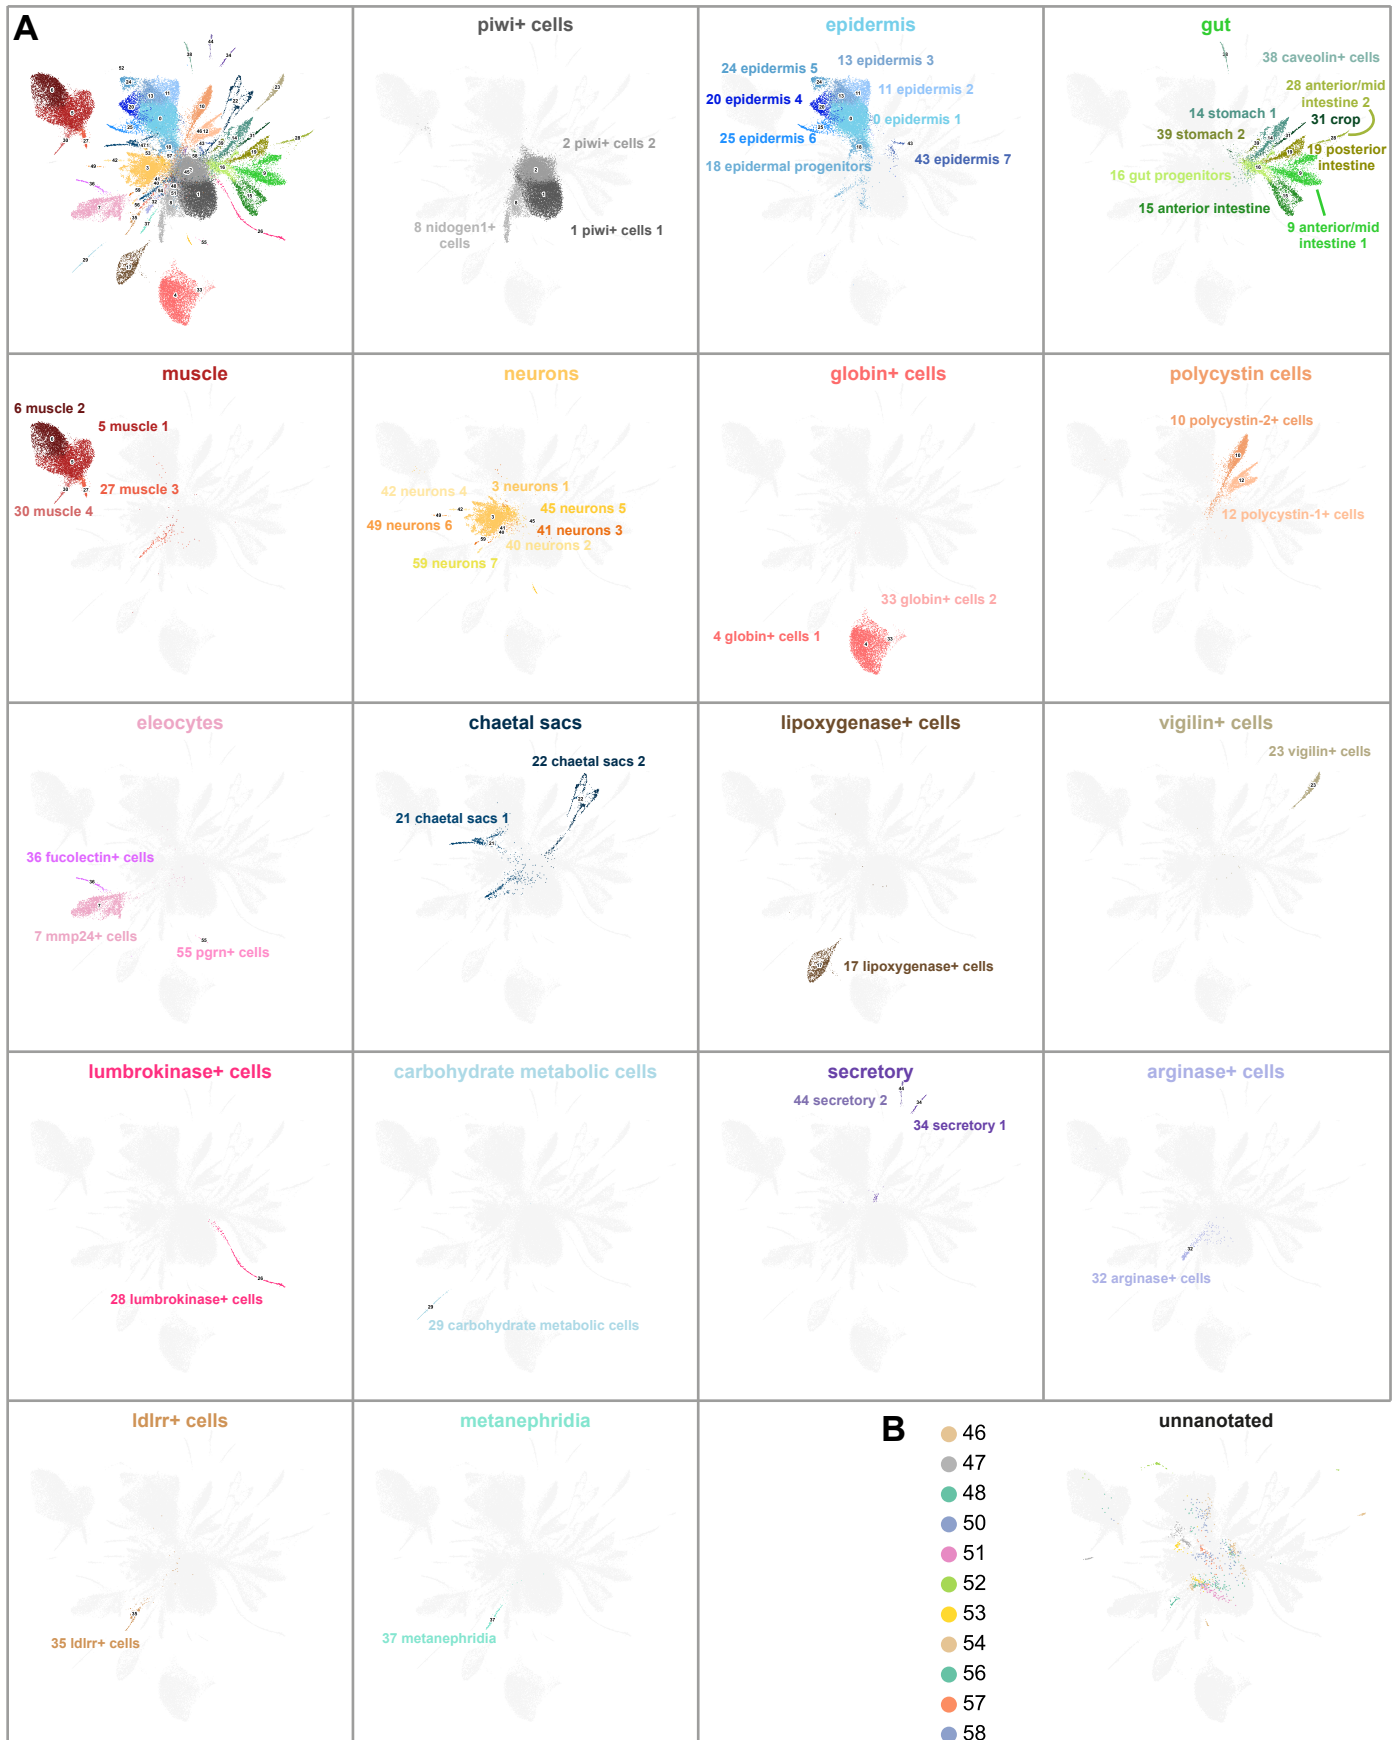 A
piwi+ cells
2 piwi+ cells 2
8 nidogen1+
cells
1 piwi+ cells 1
epidermis
24 epidermis 5
13 epidermis 3
20 epidermis 4
11 epidermis 2
0 epidermis 1
25 epidermis 6
18 epidermal progenitors
43 epidermis 7
gut
38 caveolin+ cells
28 anterior/mid
intestine 2
14 stomach 1
31 crop
39 stomach 2
19 posterior
intestine
16 gut progenitors
15 anterior intestine
9 anterior/mid
intestine 1
muscle
6 muscle 2
5 muscle 1
27 muscle 3
30 muscle 4
neurons
42 neurons 4
3 neurons 1
45 neurons 5
49 neurons 6
41 neurons 3
40 neurons 2
59 neurons 7
globin+ cells
33 globin+ cells 2
4 globin+ cells 1
polycystin cells
10 polycystin-2+ cells
12 polycystin-1+ cells
eleocytes
36 fucolectin+ cells
7 mmp24+ cells
55 pgrn+ cells
chaetal sacs
22 chaetal sacs 2
21 chaetal sacs 1
lipoxygenase+ cells
17 lipoxygenase+ cells
vigilin+ cells
23 vigilin+ cells
lumbrokinase+ cells
28 lumbrokinase+ cells
carbohydrate metabolic cells
29 carbohydrate metabolic cells
secretory
44 secretory 2
34 secretory 1
arginase+ cells
32 arginase+ cells
ldlrr+ cells
35 ldlrr+ cells
metanephridia
37 metanephridia
B
46
47
48
50
51
52
53
54
56
57
58
unnanotated